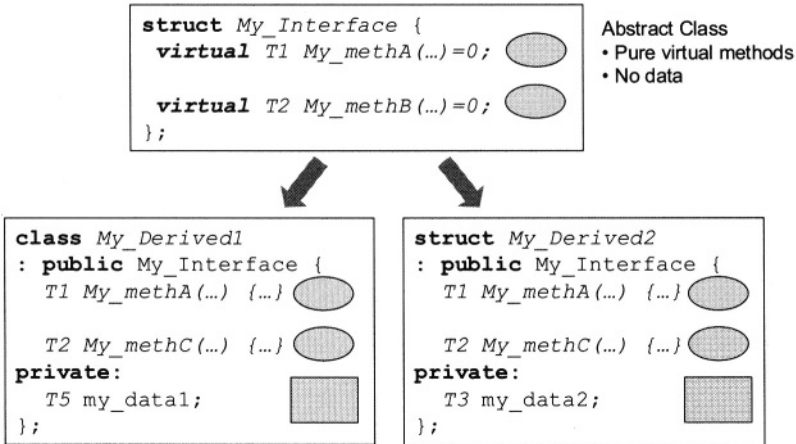 struct My_Interface {
virtual T1 My_methA(…)=0;
virtual T2 My_methB(…)=0;
};
Abstract Class
• Pure virtual methods
• No data
class My_Derived1
: public My_Interface {
T1 My_methA(…) {…}
T2 My_methC(…) {…}
private:
T5 my_data1;
};
struct My_Derived2
: public My_Interface {
T1 My_methA(…) {…}
T2 My_methC(…) {…}
private:
T3 my_data2;
};